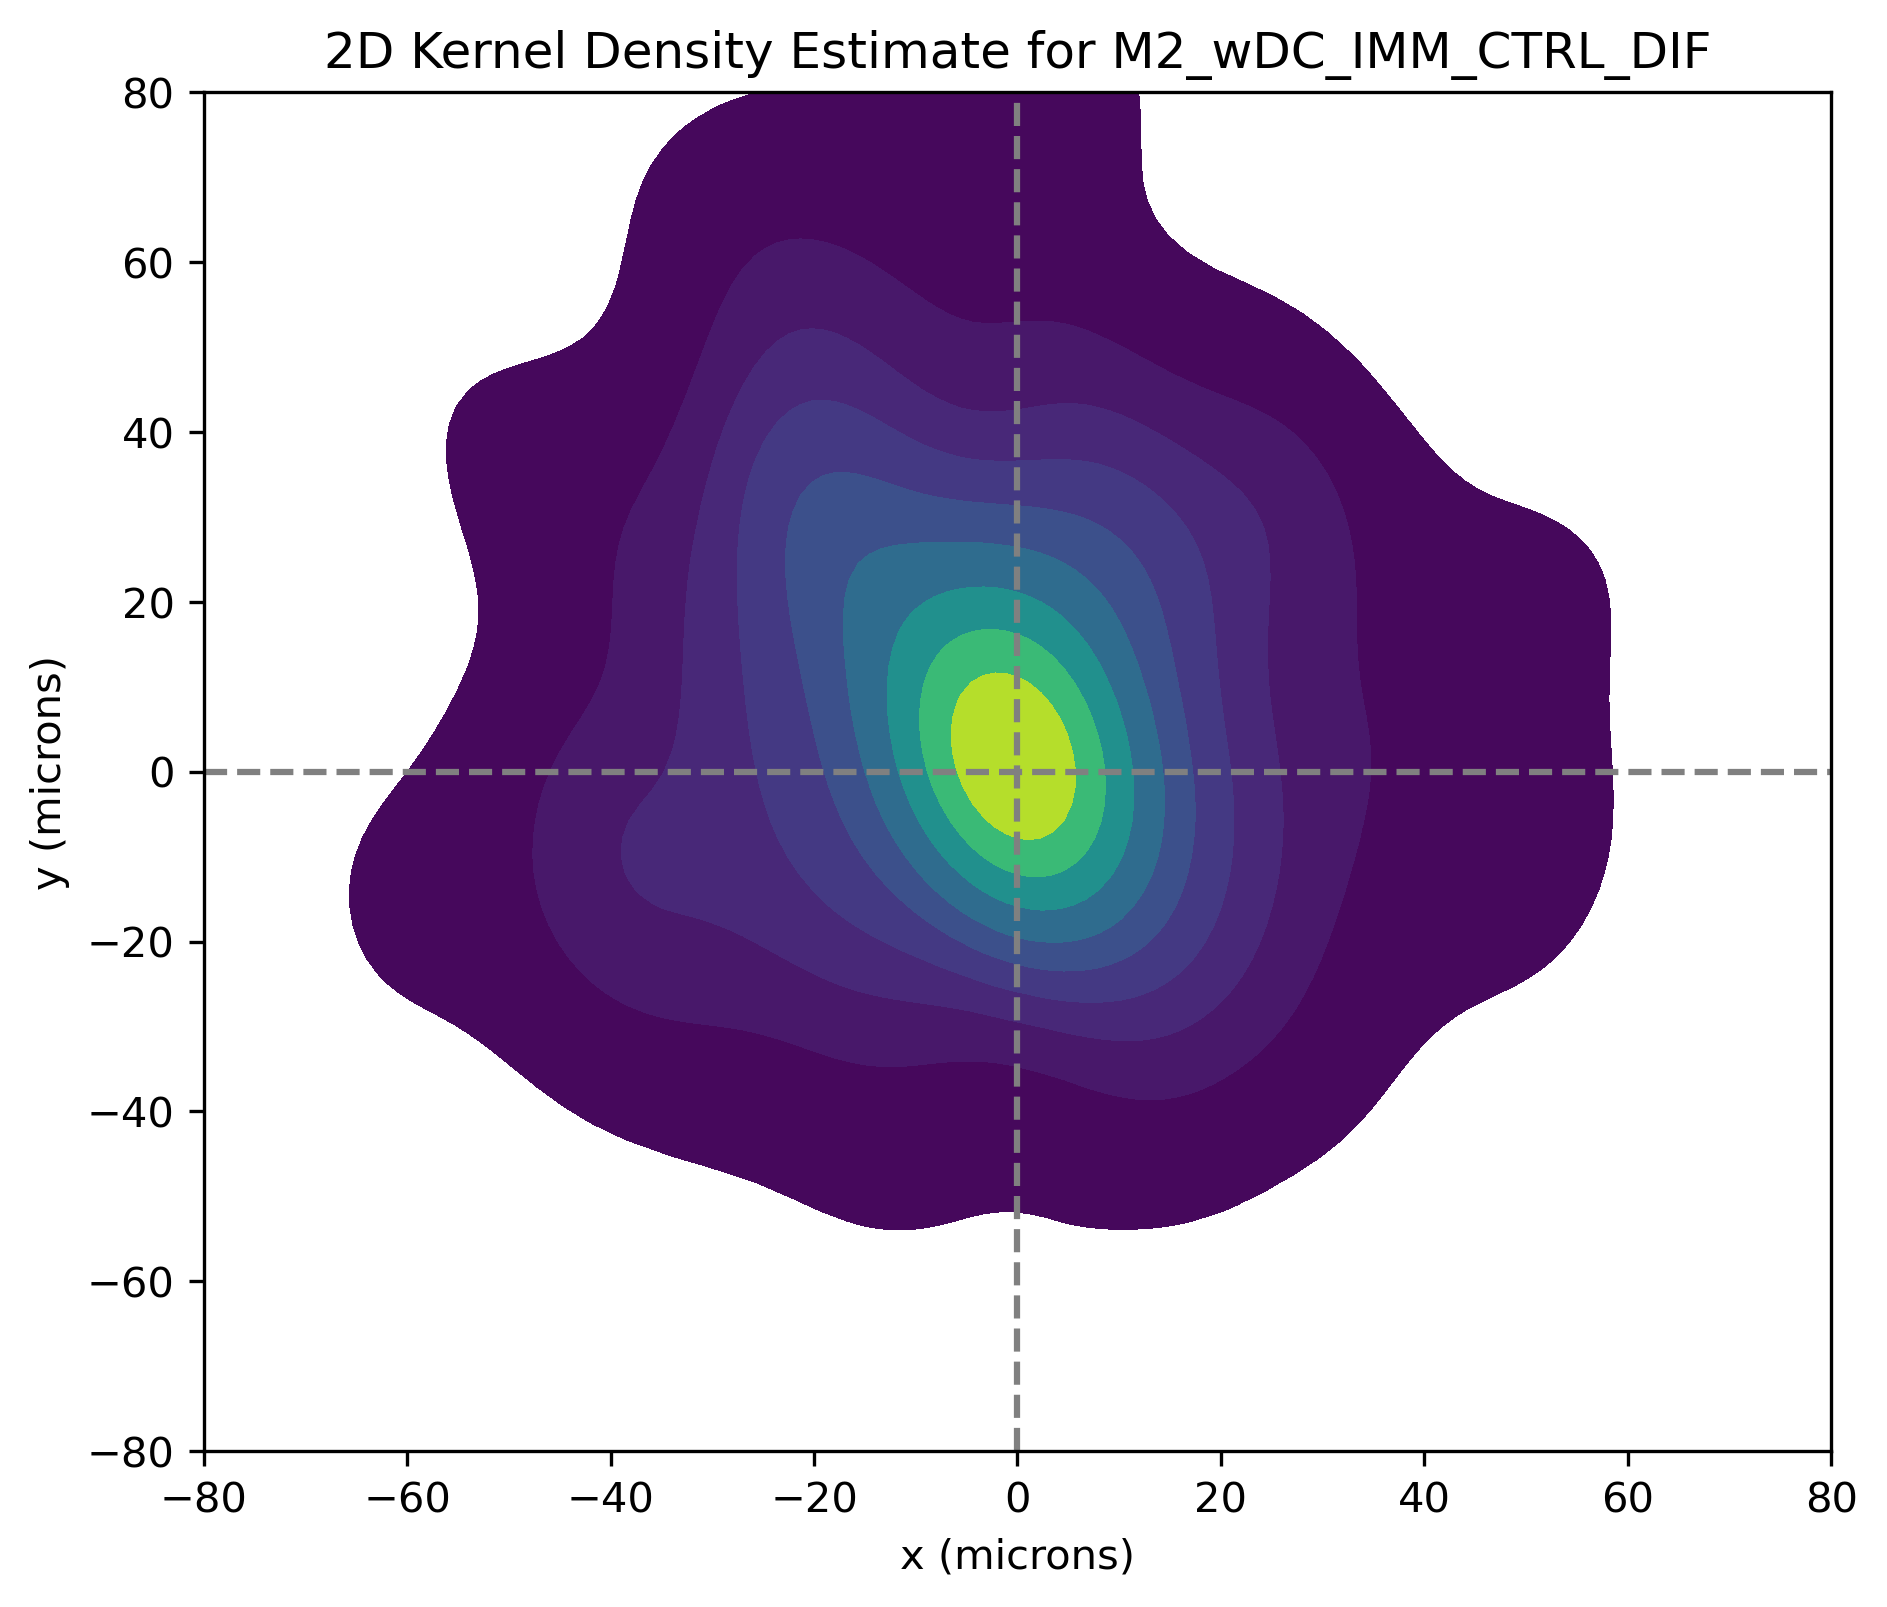 2D Kernel Density Estimate for M2_wDC_IMM_CTRL_DIF
80
60
40
20
0
−20
−40
−60
−80
y (microns)
−80 −60 −40 −20 0 20 40 60 80
x (microns)